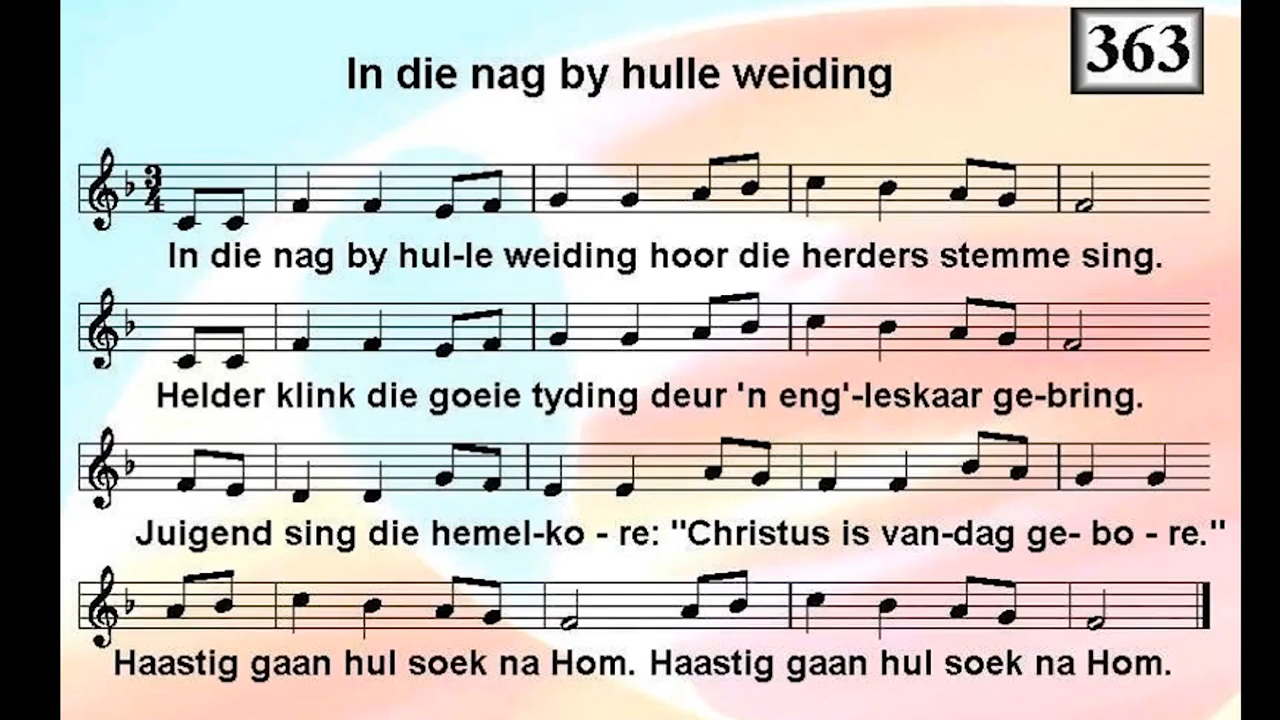 363
In die nag by hulle weiding
3
4
In die nag by hul-le weiding hoor die herders stemme sing.
Helder klink die goeie tyding deur 'n eng'-leskaar ge-bring.
Juigend sing die hemel-ko - re: "Christus is van-dag ge- bo - re."
Haastig gaan hul soek na Hom. Haastig gaan hul soek na Hom.